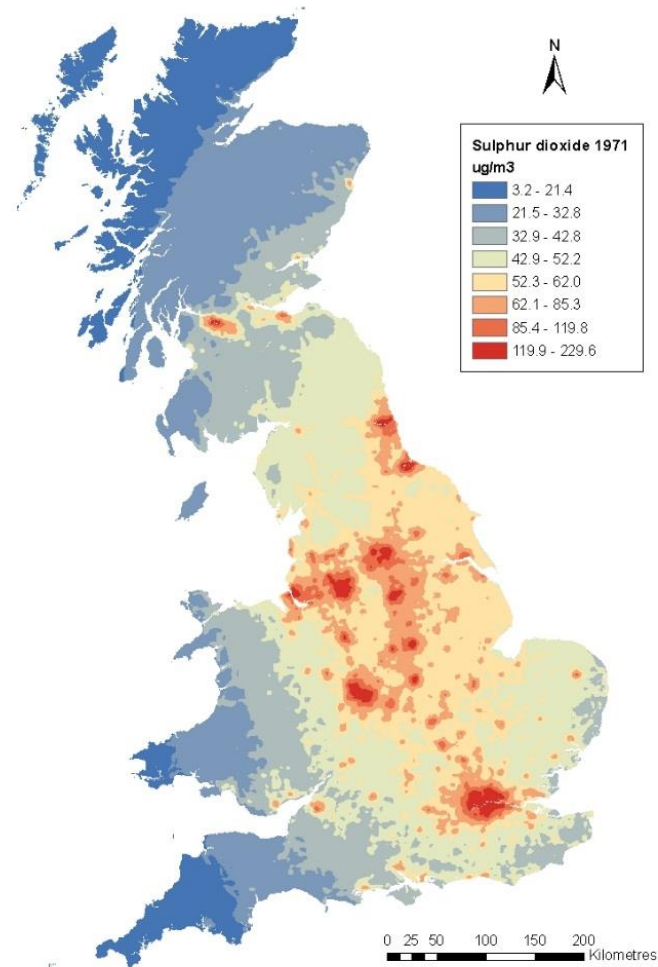 N
Sulphur dioxide 1971
ug/m3
3.2 - 21.4
21.5 - 32.8
32.9 - 42.8
42.9 - 52.2
52.3 - 62.0
62.1 - 85.3
85.4 - 119.8
119.9 - 229.6
0 25 50 100 150 200
Kilometres